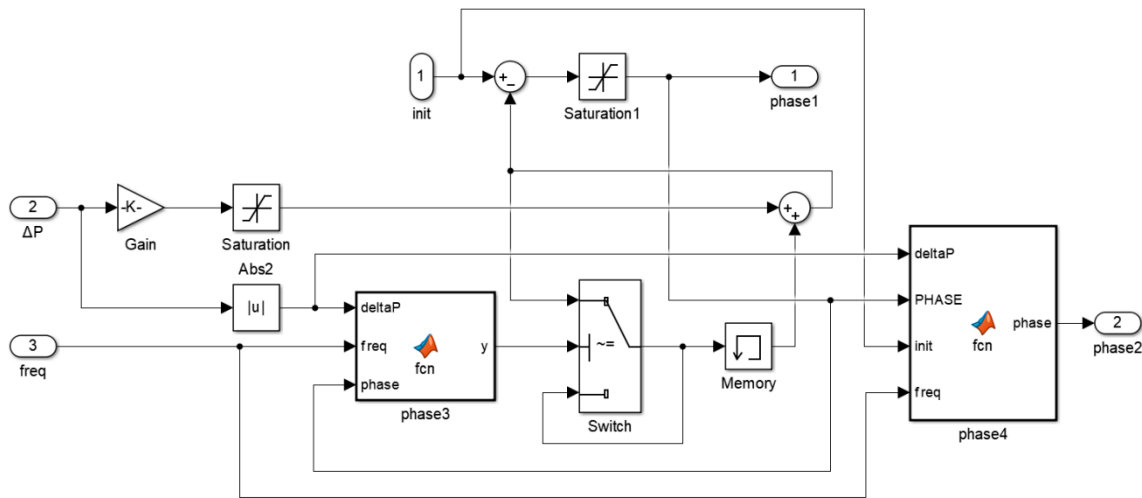 1
init
+
−
Saturation1
1
phase1
2
ΔP
-K-
Gain
Saturation
+
+
Abs2
|u|
3
freq
deltaP
freq
phase
fcn
y
phase3
~=
Switch
Memory
deltaP
PHASE
init
freq
fcn
phase
phase4
2
phase2